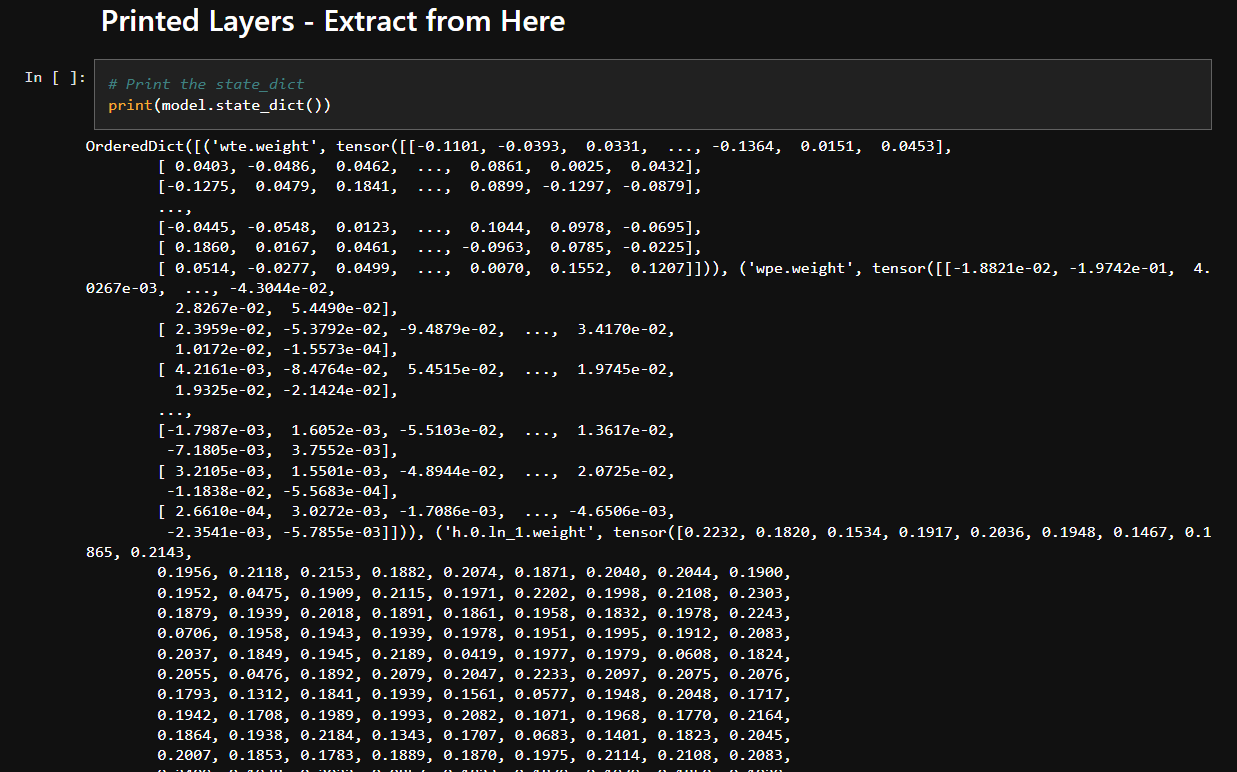 Printed Layers - Extract from Here
In [ ]:
# Print the state_dict
print(model.state_dict())
OrderedDict([('wte.weight', tensor([[-0.1101, -0.0393,  0.0331,  ..., -0.1364,  0.0151,  0.0453],
[ 0.0403, -0.0486,  0.0462,  ...,  0.0861,  0.0025,  0.0432],
[-0.1275,  0.0479,  0.1841,  ...,  0.0899, -0.1297, -0.0879],
...,
[-0.0445, -0.0548,  0.0123,  ...,  0.1044,  0.0978, -0.0695],
[ 0.1860,  0.0167,  0.0461,  ..., -0.0963,  0.0785, -0.0225],
[ 0.0514, -0.0277,  0.0499,  ...,  0.0070,  0.1552,  0.1207]])), ('wpe.weight', tensor([[-1.8821e-02, -1.9742e-01,  4.
0267e-03,  ..., -4.3044e-02,
2.8267e-02,  5.4490e-02],
[ 2.3959e-02, -5.3792e-02, -9.4879e-02,  ...,  3.4170e-02,
1.0172e-02, -1.5573e-04],
[ 4.2161e-03, -8.4764e-02,  5.4515e-02,  ...,  1.9745e-02,
1.9325e-02, -2.1424e-02],
...,
[-1.7987e-03,  1.6052e-03, -5.5103e-02,  ...,  1.3617e-02,
-7.1805e-03,  3.7552e-03],
[ 3.2105e-03,  1.5501e-03, -4.8944e-02,  ...,  2.0725e-02,
-1.1838e-02, -5.5683e-04],
[ 2.6610e-04,  3.0272e-03, -1.7086e-03,  ..., -4.6506e-03,
-2.3541e-03, -5.7855e-03]])), ('h.0.ln_1.weight', tensor([0.2232, 0.1820, 0.1534, 0.1917, 0.2036, 0.1948, 0.1467, 0.1
865, 0.2143,
0.1956, 0.2118, 0.2153, 0.1882, 0.2074, 0.1871, 0.2040, 0.2044, 0.1900,
0.1952, 0.0475, 0.1909, 0.2115, 0.1971, 0.2202, 0.1998, 0.2108, 0.2303,
0.1879, 0.1939, 0.2018, 0.1891, 0.1861, 0.1958, 0.1832, 0.1978, 0.2243,
0.0706, 0.1958, 0.1943, 0.1939, 0.1978, 0.1951, 0.1995, 0.1912, 0.2083,
0.2037, 0.1849, 0.1945, 0.2189, 0.0419, 0.1977, 0.1979, 0.0608, 0.1824,
0.2055, 0.0476, 0.1892, 0.2079, 0.2047, 0.2233, 0.2097, 0.2075, 0.2076,
0.1793, 0.1312, 0.1841, 0.1939, 0.1561, 0.0577, 0.1948, 0.2048, 0.1717,
0.1942, 0.1708, 0.1989, 0.1993, 0.2082, 0.1071, 0.1968, 0.1770, 0.2164,
0.1864, 0.1938, 0.2184, 0.1343, 0.1707, 0.0683, 0.1401, 0.1823, 0.2045,
0.2007, 0.1853, 0.1783, 0.1889, 0.1870, 0.1975, 0.2114, 0.2108, 0.2083,